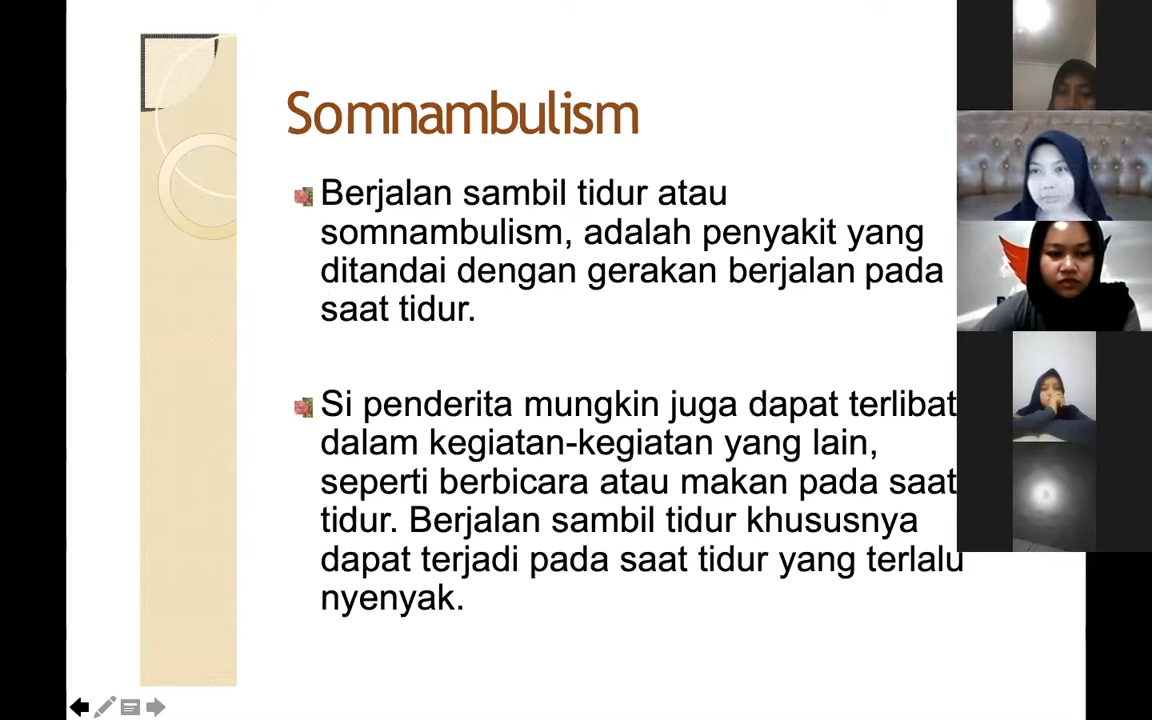 Somnambulism
Berjalan sambil tidur atau
somnambulism, adalah penyakit yang
ditandai dengan gerakan berjalan pada
saat tidur.
Si penderita mungkin juga dapat terlibat
dalam kegiatan-kegiatan yang lain,
seperti berbicara atau makan pada saat
tidur. Berjalan sambil tidur khususnya
dapat terjadi pada saat tidur yang terlalu
nyenyak.